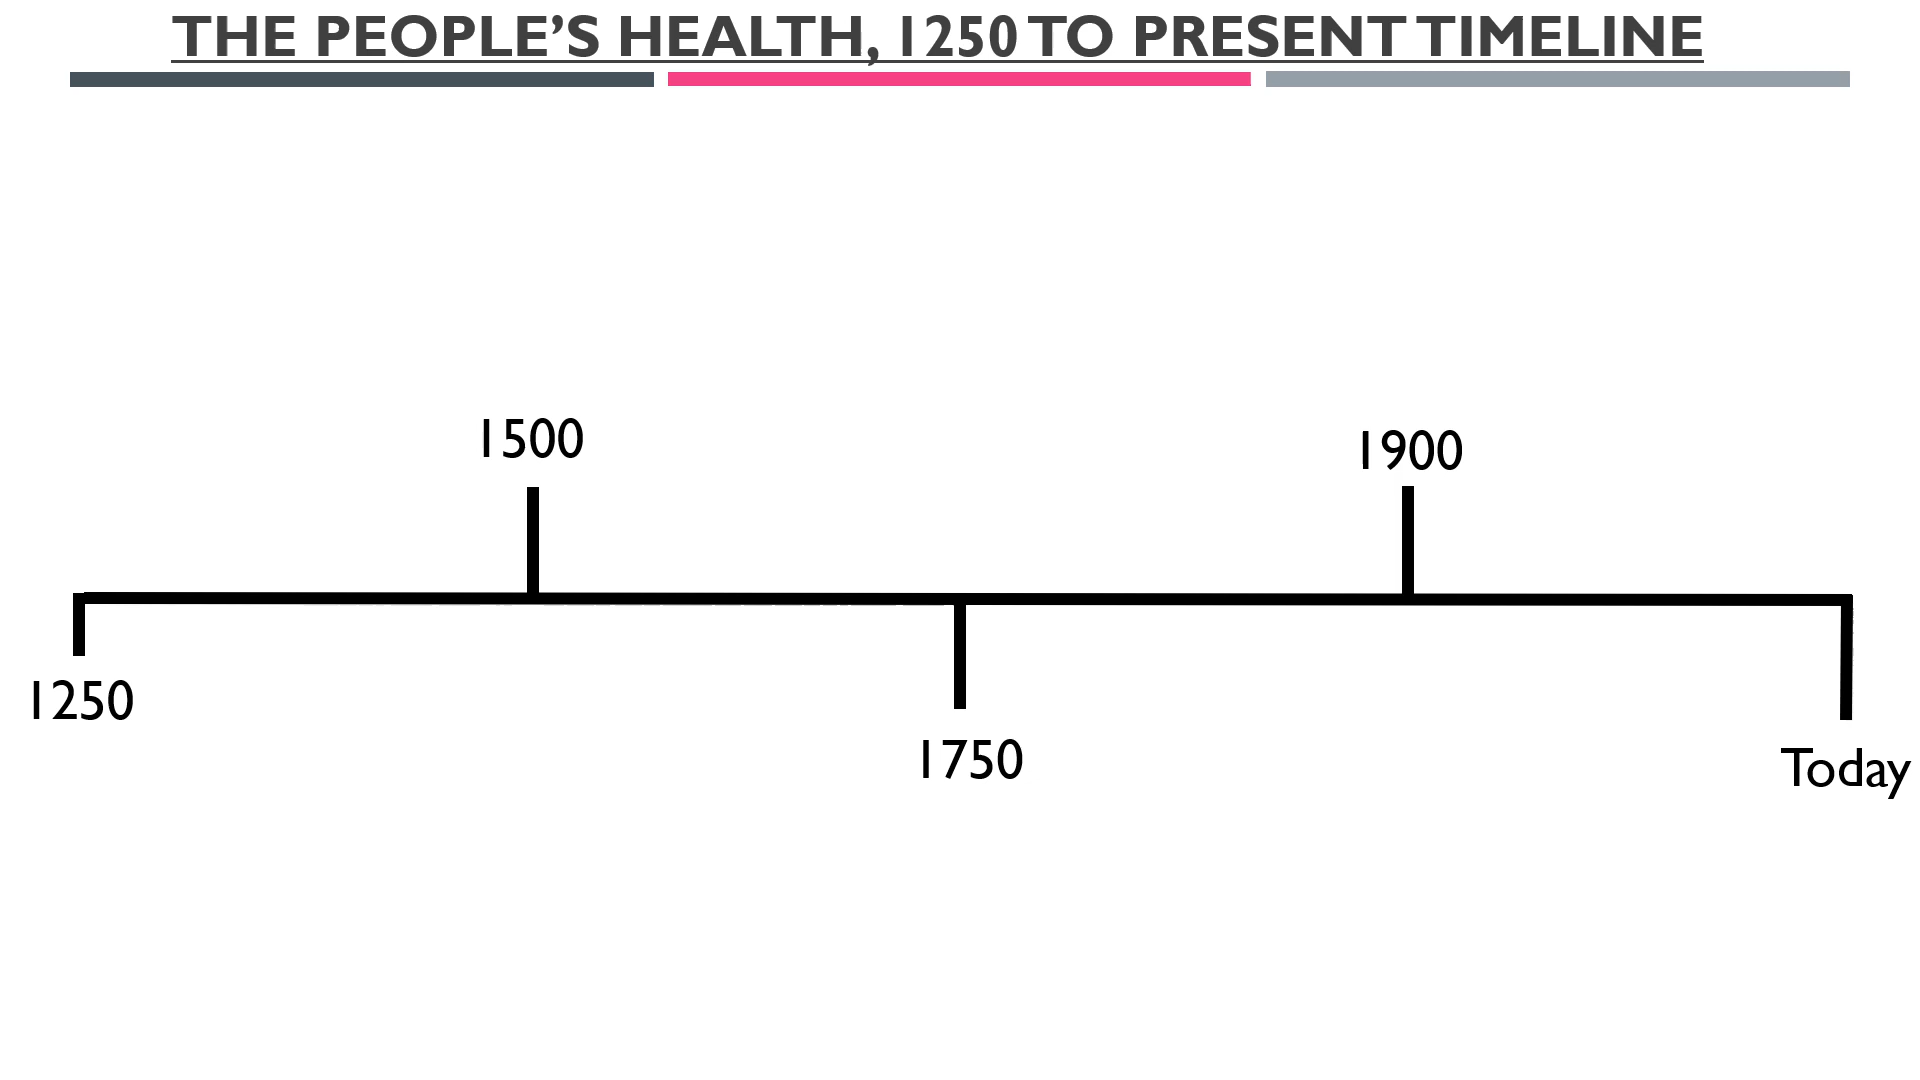 THE PEOPLE'S HEALTH, 1250 TO PRESENT TIMELINE
1500
1900
1250
1750
Today